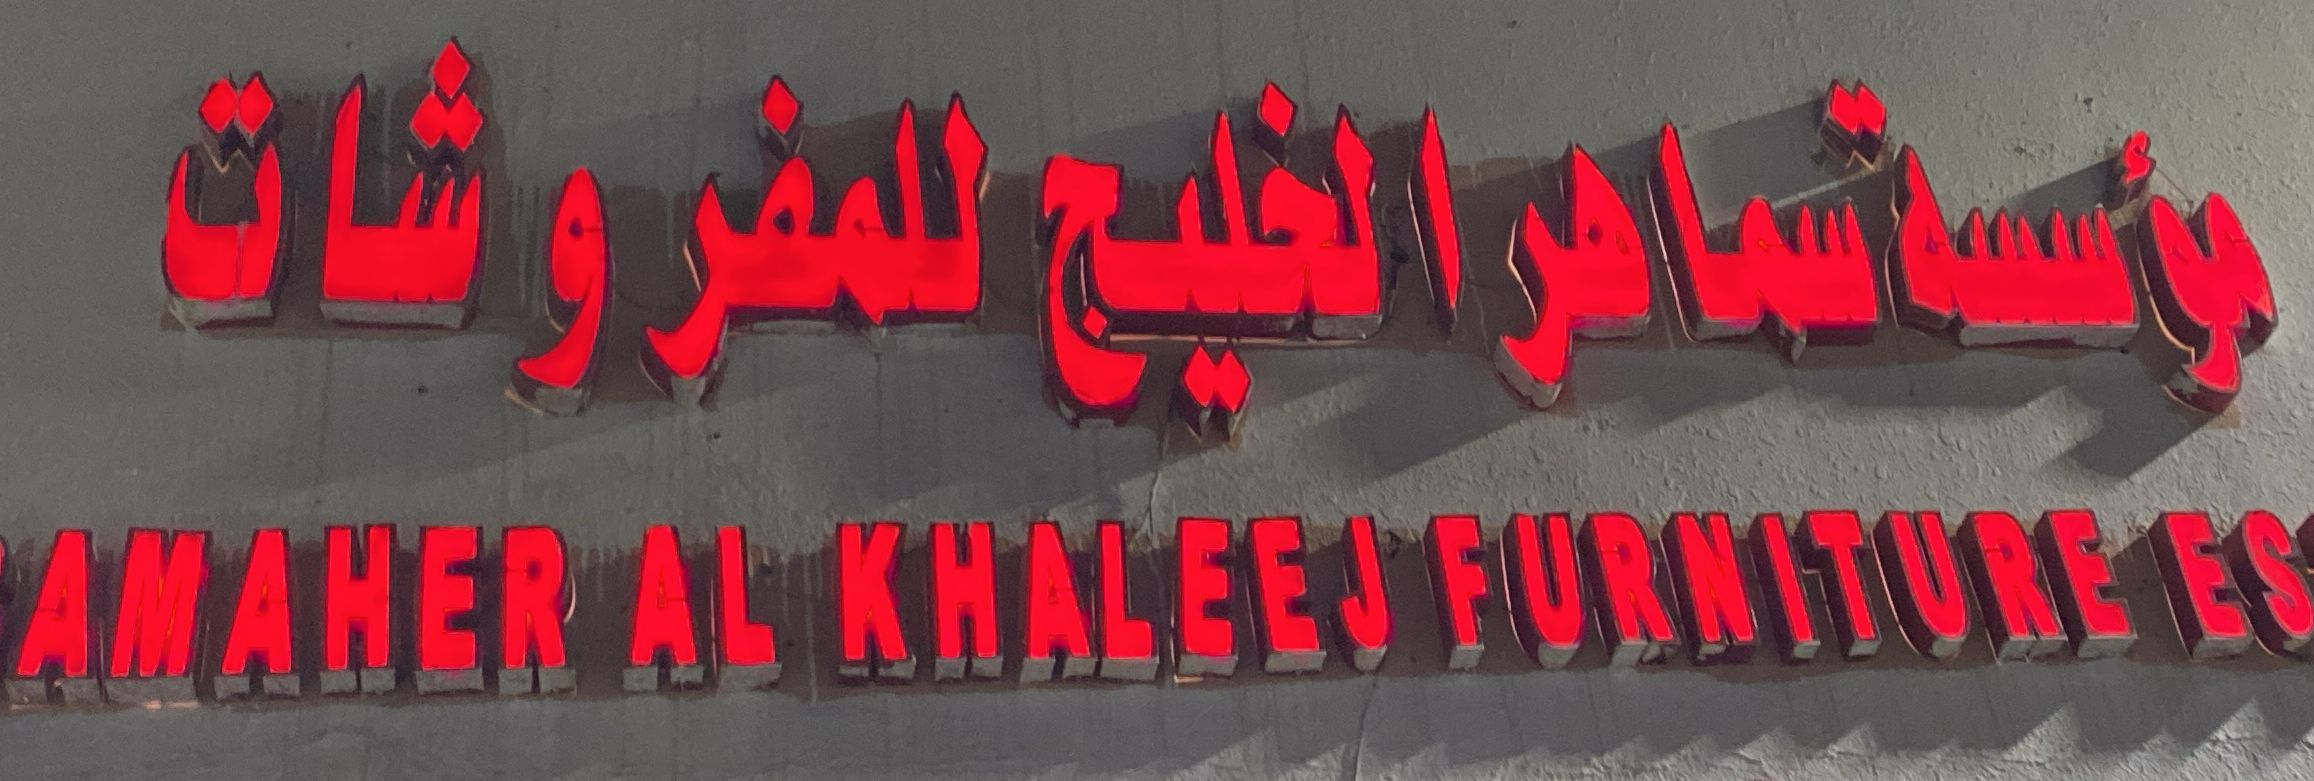 مؤسسة سماهر الخليج للمفروشات
AMAHER AL KHALEEJ FURNITURE ES